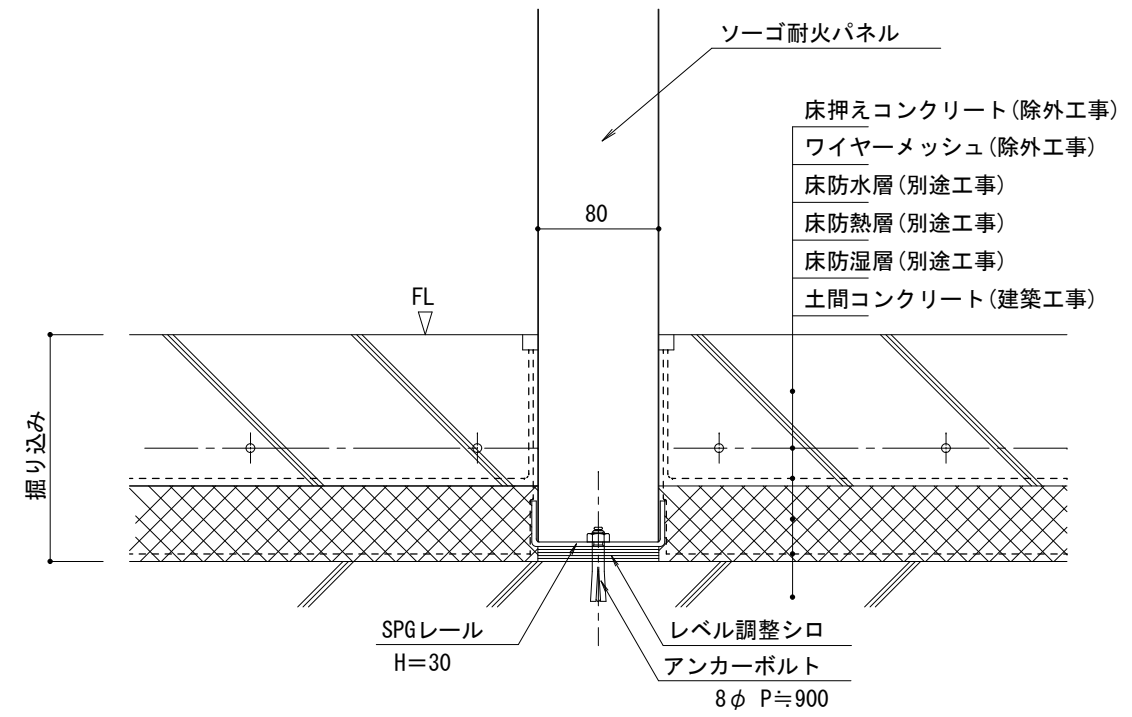 ソーゴ耐火パネル
床押えコンクリート(除外工事)
ワイヤーメッシュ(除外工事)
床防水層(別途工事)
床防熱層(別途工事)
床防湿層(別途工事)
土間コンクリート(建築工事)
80
FL
掘り込み
SPGレール
H=30
レベル調整シロ
アンカーボルト
8φ P≒900